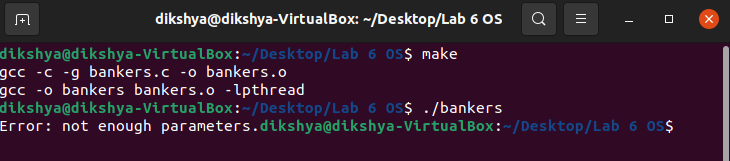 dikshya@dikshya-VirtualBox: ~/Desktop/Lab 6 OS
dikshya@dikshya-VirtualBox:~/Desktop/Lab 6 OS$ make
gcc -c -g bankers.c -o bankers.o
gcc -o bankers bankers.o -lpthread
dikshya@dikshya-VirtualBox:~/Desktop/Lab 6 OS$ ./bankers
Error: not enough parameters.dikshya@dikshya-VirtualBox:~/Desktop/Lab 6 OS$